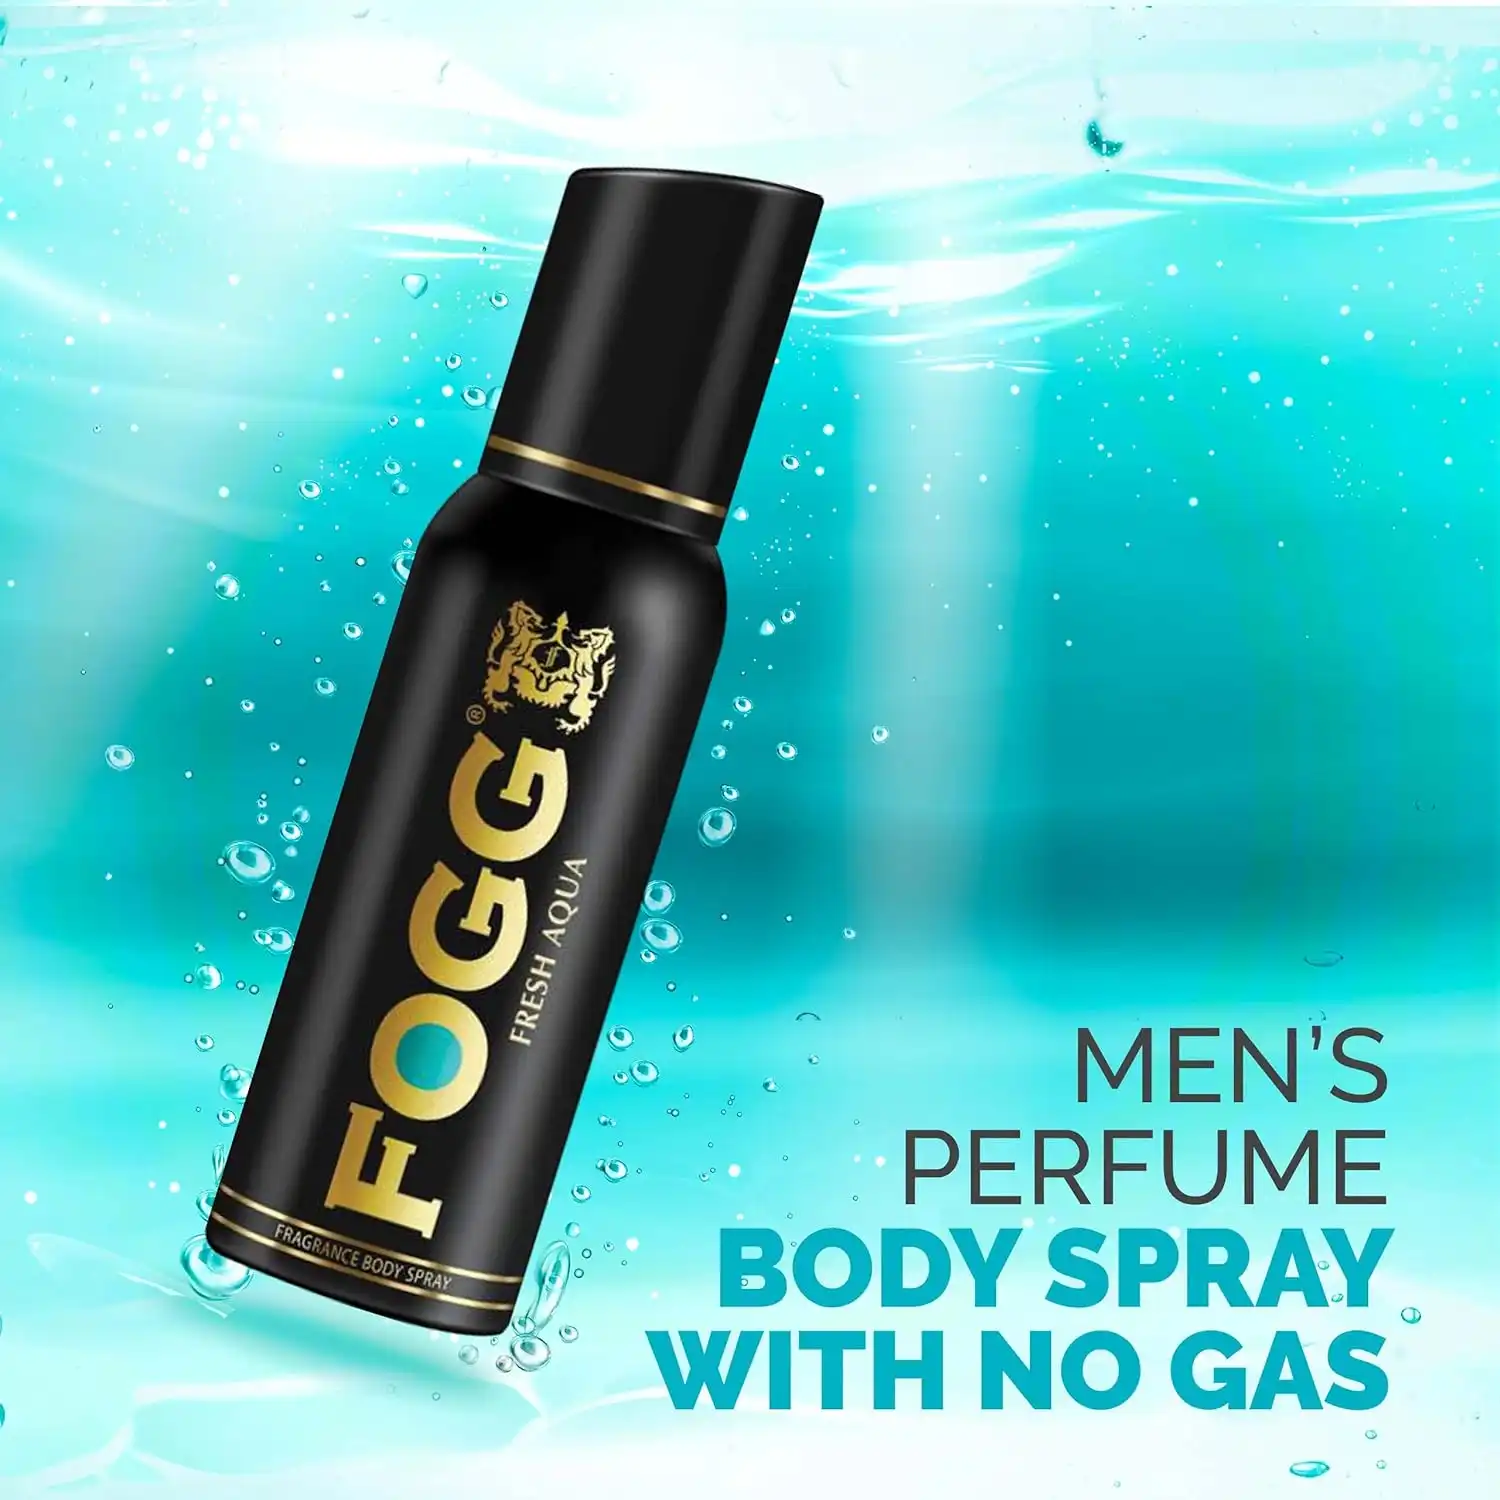 FOGG®
FRESH AQUA
FRAGRANCE BODY SPRAY
MEN'S
PERFUME
BODY SPRAY
WITH NO GAS